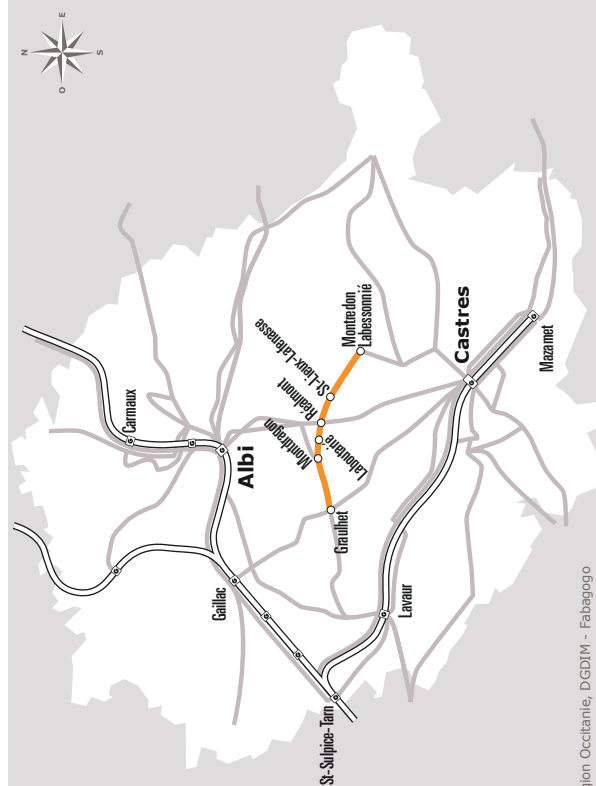 N
E
S
O
Carmaux
Albi
Gaillac
St-Sulpice-Tarn
Lavaur
Graulhet
Mondragon
Laboutarie
Réalmont
St-Lieux-Lafenasse
Montredon
Labessonnié
Castres
Mazamet
gion Occitanie, DGDIM - Fabagogo